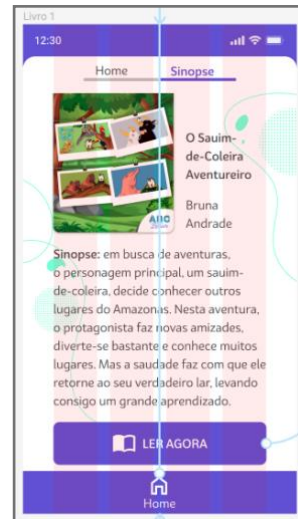 Livro 1
12:30
Home Sinopse
O Sauim-
de-Coleira
Aventureiro
Bruna
Andrade
ABC
Sinopse: em busca de aventuras,
o personagem principal, um sauim-
de-coleira, decide conhecer outros
lugares do Amazonas. Nesta aventura,
o protagonista faz novas amizades,
diverte-se bastante e conhece muitos
lugares. Mas a saudade faz com que ele
retorne ao seu verdadeiro lar, levando
consigo um grande aprendizado.
LER AGORA
Home